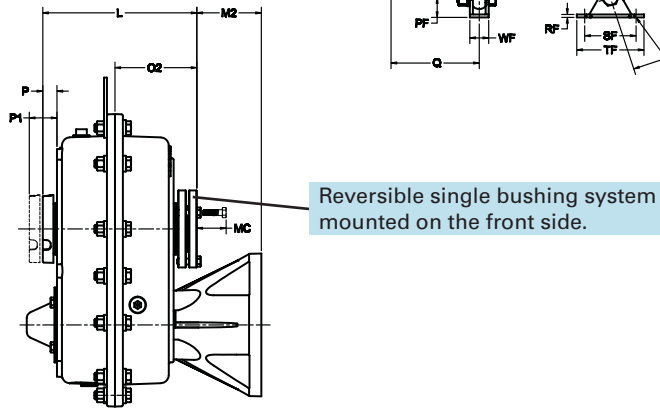 L
M2
PF
WF
RF
SF
TF
Q
O2
P
P1
MC
Reversible single bushing system
mounted on the front side.